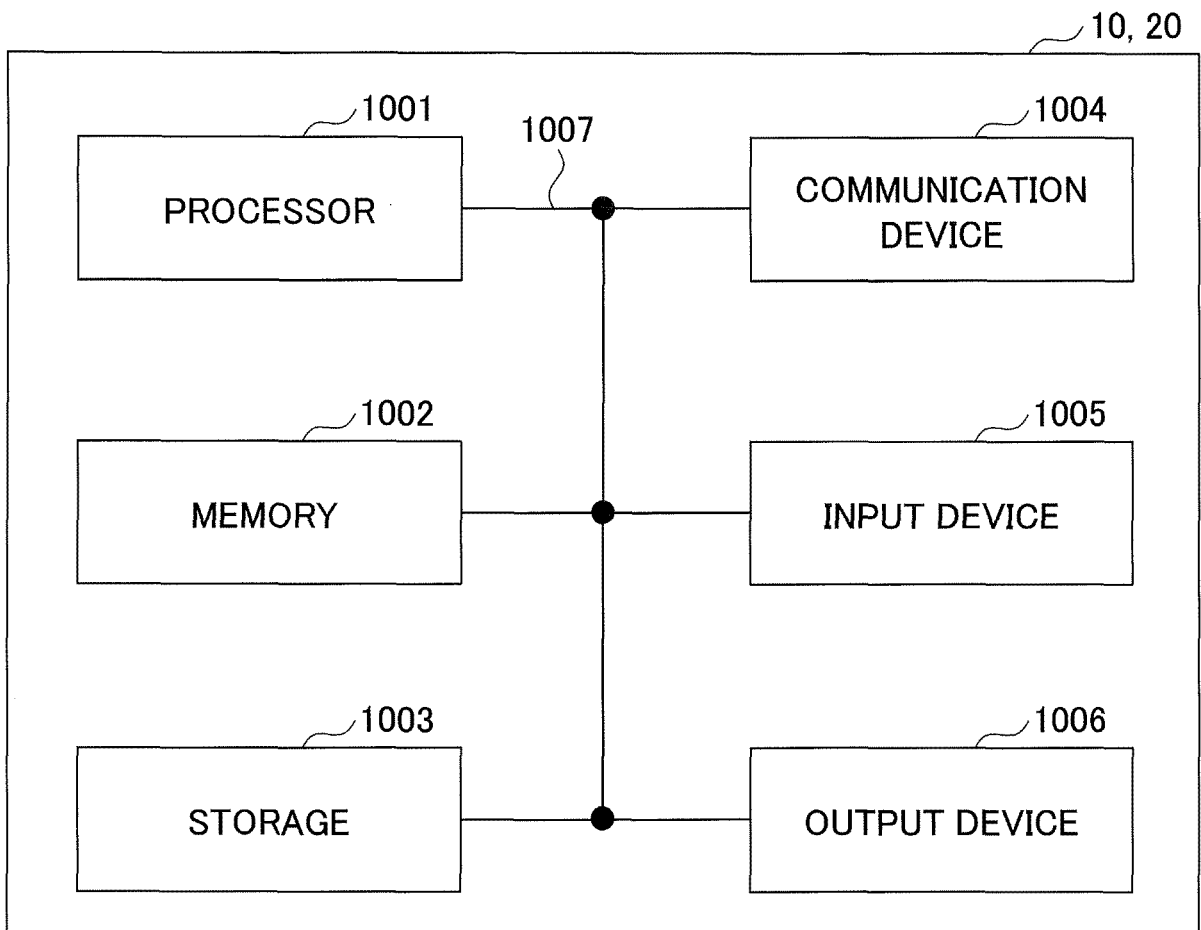 10, 20
1001
1007
1004
PROCESSOR
COMMUNICATION
DEVICE
1002
1005
MEMORY
INPUT DEVICE
1003
1006
STORAGE
OUTPUT DEVICE